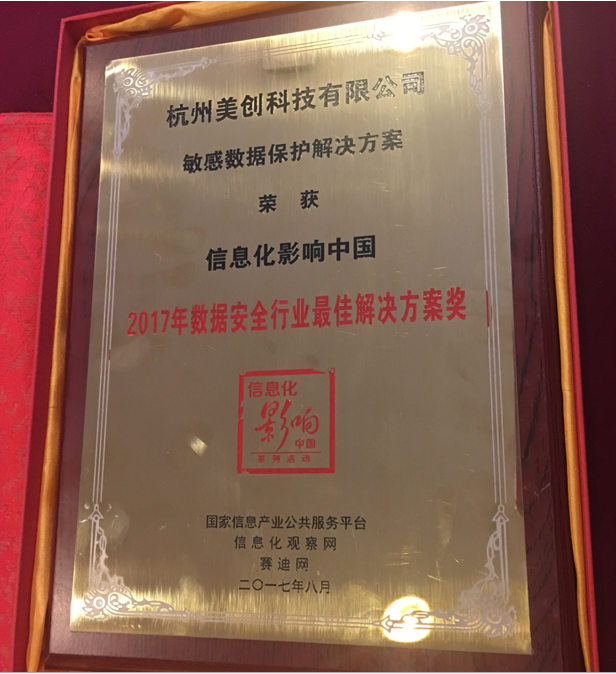 杭州美创科技有限公司
敏感数据保护解决方案
荣 获
信息化影响中国
2017年数据安全行业最佳解决方案奖
信息化
影响
中国
系列活动
国家信息产业公共服务平台
信息化观察网
赛迪网
二〇一七年八月